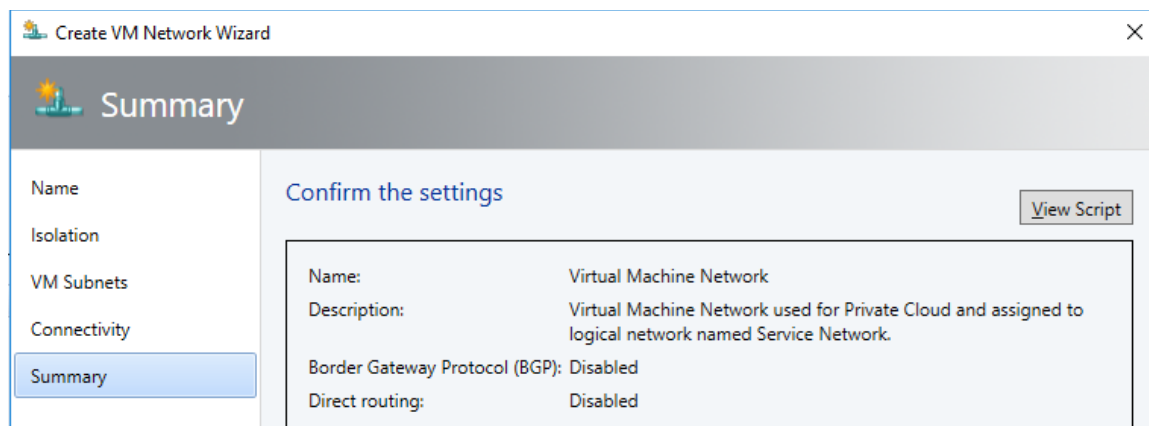 Create VM Network Wizard
Summary
Name
Isolation
VM Subnets
Connectivity
Summary
Confirm the settings
View Script
Name: Virtual Machine Network
Description: Virtual Machine Network used for Private Cloud and assigned to
logical network named Service Network.
Border Gateway Protocol (BGP): Disabled
Direct routing: Disabled